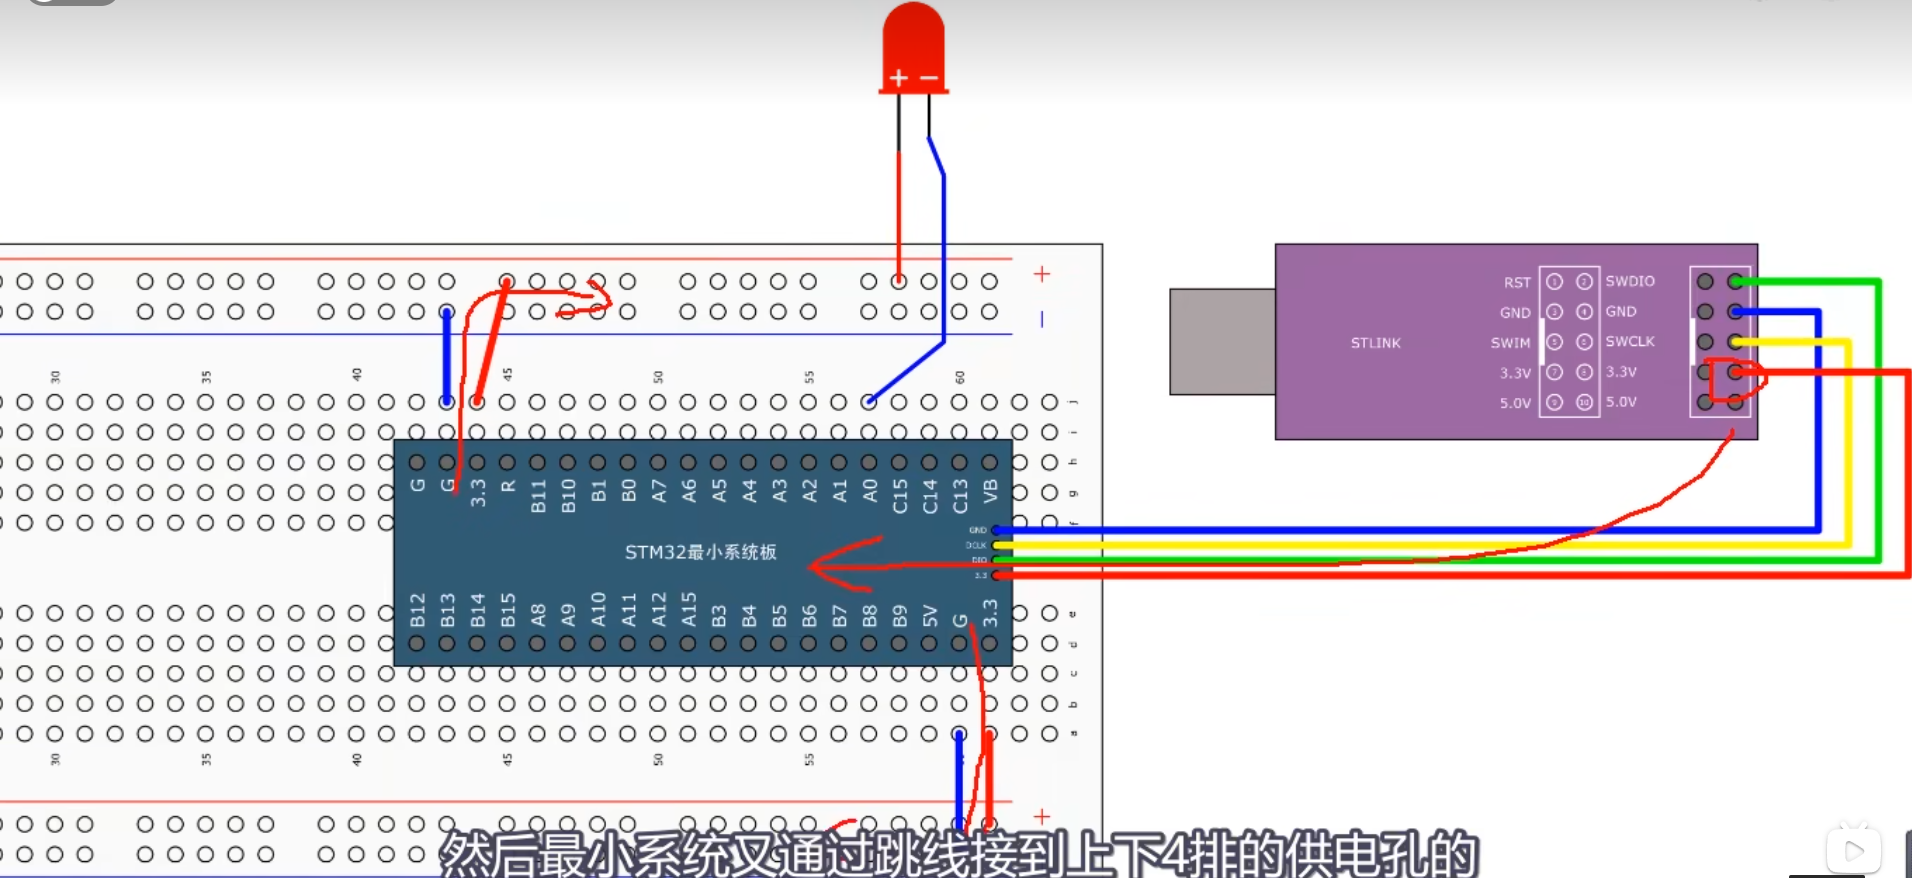 + −
+
−
30 35 40 45 50 55 60
j
i
h
g
f
G G 3.3 R B11 B10 B1 B0 A7 A6 A5 A4 A3 A2 A1 A0 C15 C14 C13 VB
STM32最小系统板
GND
DCLK
DIO
3.3
B12 B13 B14 B15 A8 A9 A10 A11 A12 A15 B3 B4 B5 B6 B7 B8 B9 5V G 3.3
e
d
c
b
a
30 35 40 45 50 55
+
STLINK
RST 1 2 SWDIO
GND 3 4 GND
SWIM 5 6 SWCLK
3.3V 7 8 3.3V
5.0V 9 10 5.0V
然后最小系统又通过跳线接到上下4排的供电孔的